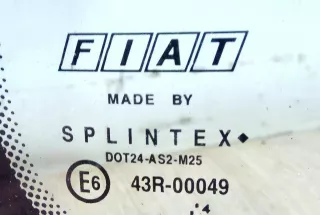 FIAT
MADE BY
SPLINTEX◆
DOT24-AS2-M25
E6 43R-00049